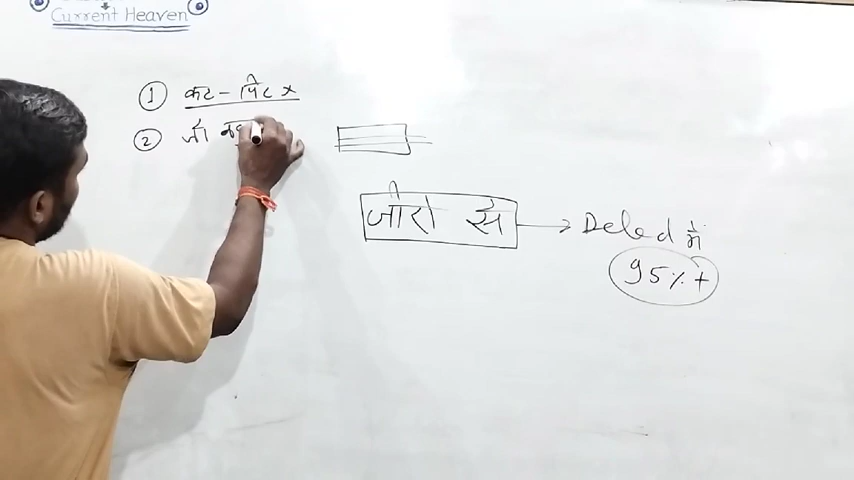 Current Heaven
① कट - पिट ×
② जो
जीरो से → Deled में
95%+